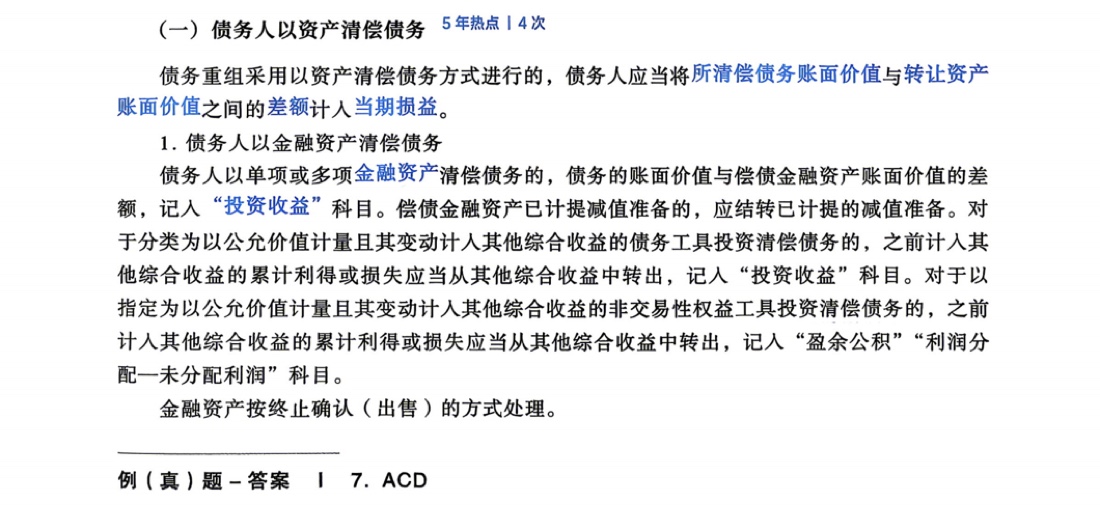 （一）债务人以资产清偿债务 5年热点 | 4次
债务重组采用以资产清偿债务方式进行的，债务人应当将所清偿债务账面价值与转让资产
账面价值之间的差额计入当期损益。
1. 债务人以金融资产清偿债务
债务人以单项或多项金融资产清偿债务的，债务的账面价值与偿债金融资产账面价值的差
额，记入“投资收益”科目。偿债金融资产已计提减值准备的，应结转已计提的减值准备。对
于分类为以公允价值计量且其变动计入其他综合收益的债务工具投资清偿债务的，之前计入其
他综合收益的累计利得或损失应当从其他综合收益中转出，记入“投资收益”科目。对于以
指定为以公允价值计量且其变动计入其他综合收益的非交易性权益工具投资清偿债务的，之前
计入其他综合收益的累计利得或损失应当从其他综合收益中转出，记入“盈余公积”“利润分
配—未分配利润”科目。
金融资产按终止确认（出售）的方式处理。
例（真）题－答案 | 7. ACD